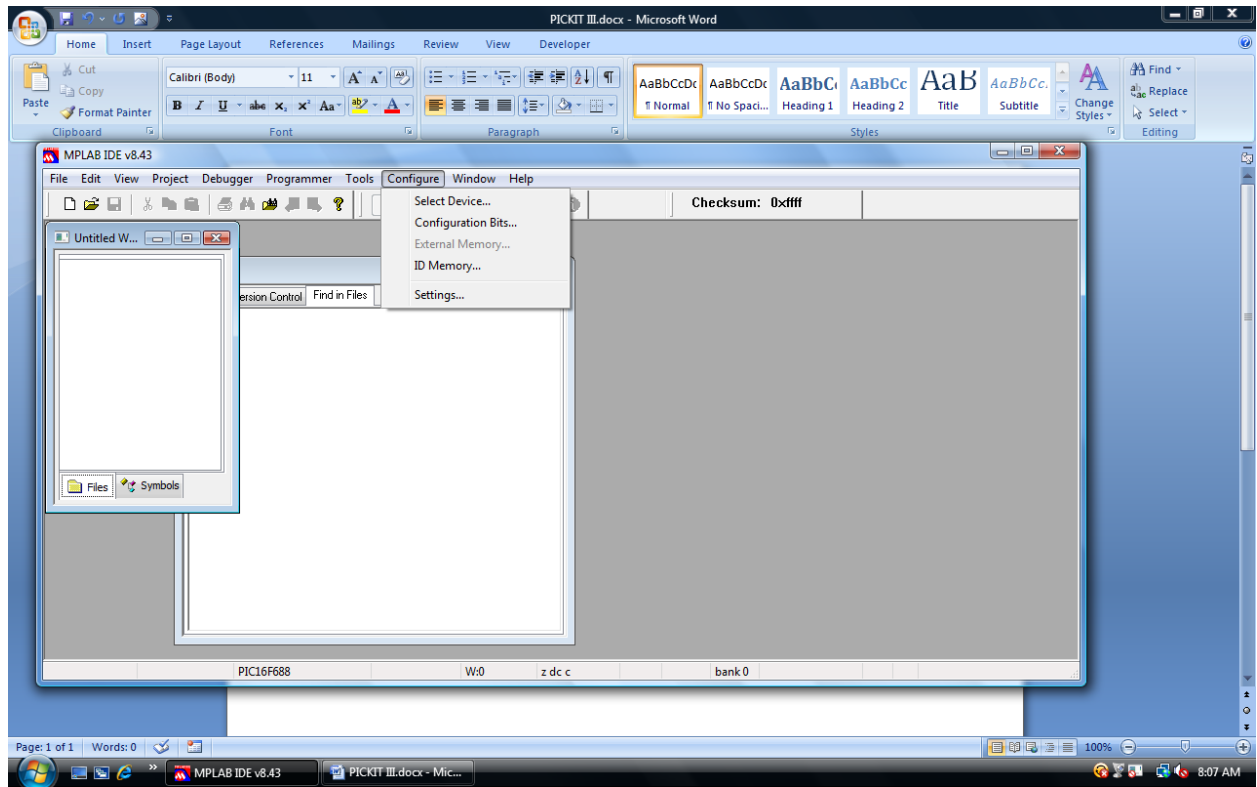 PICKIT III.docx - Microsoft Word
Home Insert Page Layout References Mailings Review View Developer
Cut
Copy
Format Painter
Paste
Clipboard
Calibri (Body) 11
Font
Paragraph
AaBbCcDc AaBbCcDc AaBbC AaBbCc AaB AaBbCc.
¶ Normal ¶ No Spaci... Heading 1 Heading 2 Title Subtitle
Change
Styles
Styles
Find
Replace
Select
Editing
MPLAB IDE v8.43
File Edit View Project Debugger Programmer Tools Configure Window Help
Checksum: 0xffff
Select Device...
Configuration Bits...
External Memory...
ID Memory...
Settings...
Untitled W...
ersion Control Find in Files
Files Symbols
PIC16F688 W:0 z dc c bank 0
Page: 1 of 1 Words: 0 100%
MPLAB IDE v8.43 PICKIT III.docx - Mic... 8:07 AM